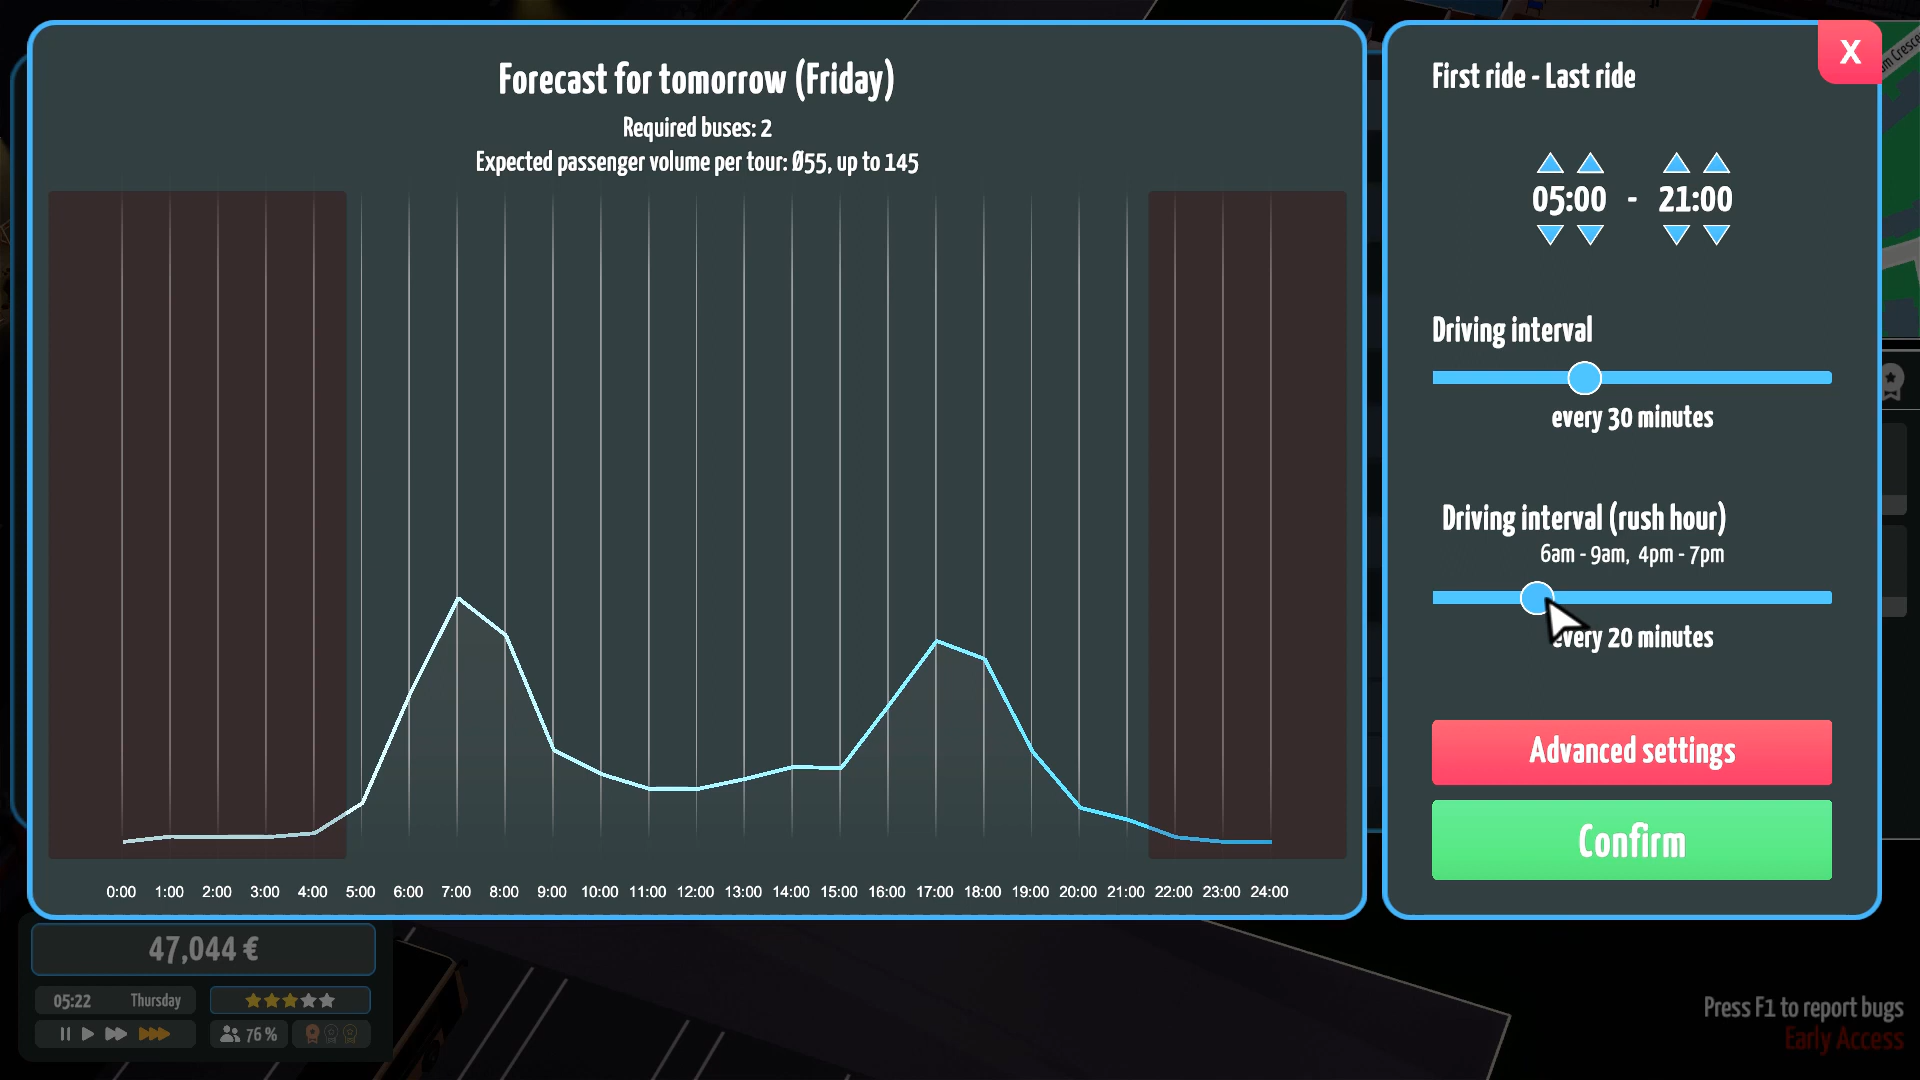 Forecast for tomorrow (Friday)
Required buses: 2
Expected passenger volume per tour: Ø55, up to 145
0:00 1:00 2:00 3:00 4:00 5:00 6:00 7:00 8:00 9:00 10:00 11:00 12:00 13:00 14:00 15:00 16:00 17:00 18:00 19:00 20:00 21:00 22:00 23:00 24:00
X
First ride - Last ride
05:00 - 21:00
Driving interval
every 30 minutes
Driving interval (rush hour)
6am - 9am, 4pm - 7pm
every 20 minutes
Advanced settings
Confirm
47,044 €
05:22 Thursday
76 %
Press F1 to report bugs
Early Access